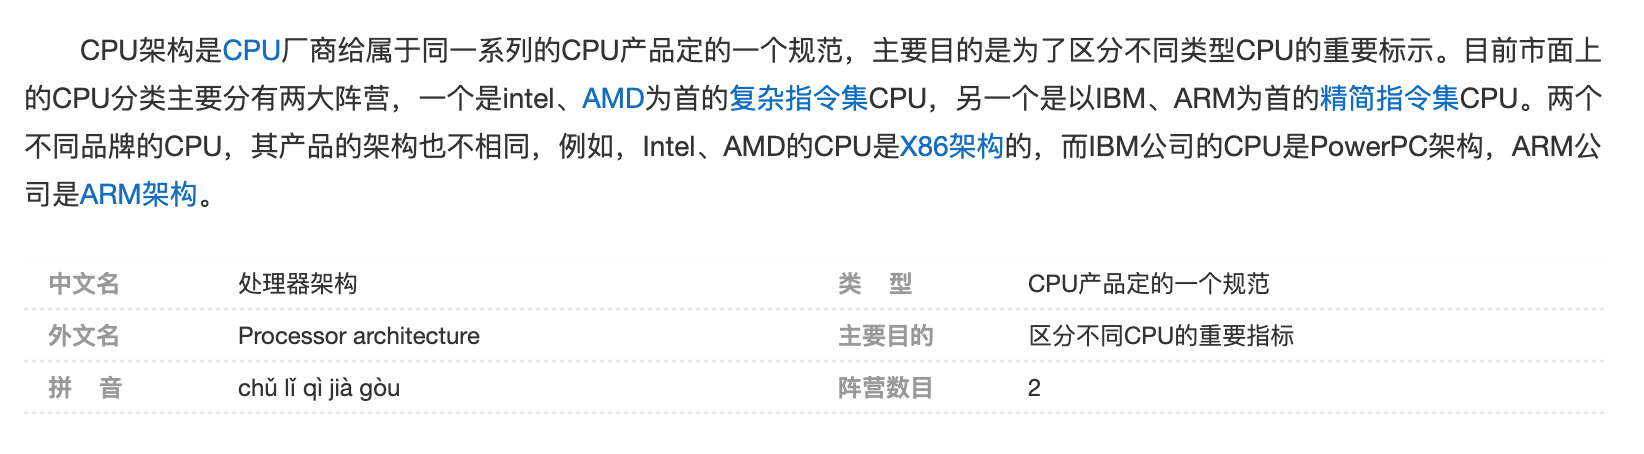 CPU架构是CPU厂商给属于同一系列的CPU产品定的一个规范，主要目的是为了区分不同类型CPU的重要标示。目前市面上
的CPU分类主要分有两大阵营，一个是intel、AMD为首的复杂指令集CPU，另一个是以IBM、ARM为首的精简指令集CPU。两个
不同品牌的CPU，其产品的架构也不相同，例如，Intel、AMD的CPU是X86架构的，而IBM公司的CPU是PowerPC架构，ARM公
司是ARM架构。
中文名 处理器架构 类 型 CPU产品定的一个规范
外文名 Processor architecture 主要目的 区分不同CPU的重要指标
拼 音 chǔ lǐ qì jià gòu 阵营数目 2